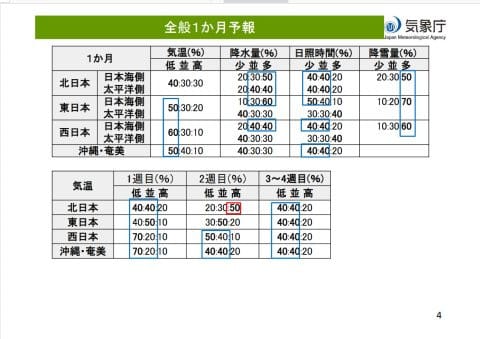 全般1か月予報
気象庁
Japan Meteorological Agency
1か月 気温(%) 降水量(%) 日照時間(%) 降雪量(%)
低 並 高 少 並 多 少 並 多 少 並 多
北日本 日本海側 40:30:30 20:30:50 40:40:20 20:30:50
太平洋側 20:40:40 40:40:20
東日本 日本海側 50:30:20 10:30:60 50:40:10 10:20:70
太平洋側 40:30:30 30:30:40
西日本 日本海側 60:30:10 20:40:40 40:40:20 10:30:60
太平洋側 40:30:30 30:30:40
沖縄・奄美 50:40:10 40:30:30 40:40:20
気温 1週目(%) 2週目(%) 3～4週目(%)
低 並 高 低 並 高 低 並 高
北日本 40:40:20 20:30:50 40:40:20
東日本 40:50:10 30:50:20 40:40:20
西日本 70:20:10 50:40:10 40:40:20
沖縄・奄美 70:20:10 40:40:20 40:40:20
4